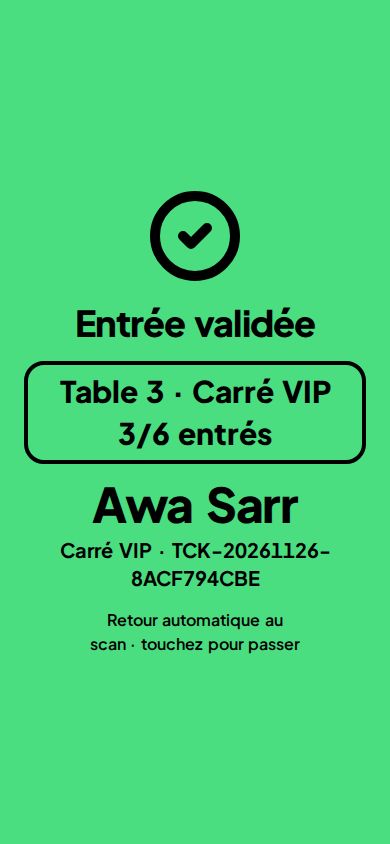 Entrée validée
Table 3 · Carré VIP
3/6 entrés
Awa Sarr
Carré VIP · TCK-20261126-
8ACF794CBE
Retour automatique au
scan · touchez pour passer